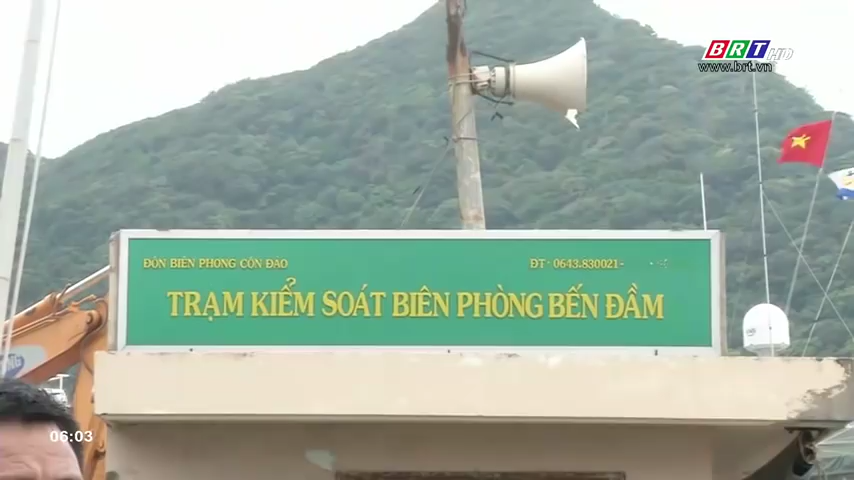 BRT HD
www.brt.vn
ĐỒN BIÊN PHÒNG CÔN ĐẢO
ĐT - 0643.830021-
TRẠM KIỂM SOÁT BIÊN PHÒNG BẾN ĐẦM
06:03